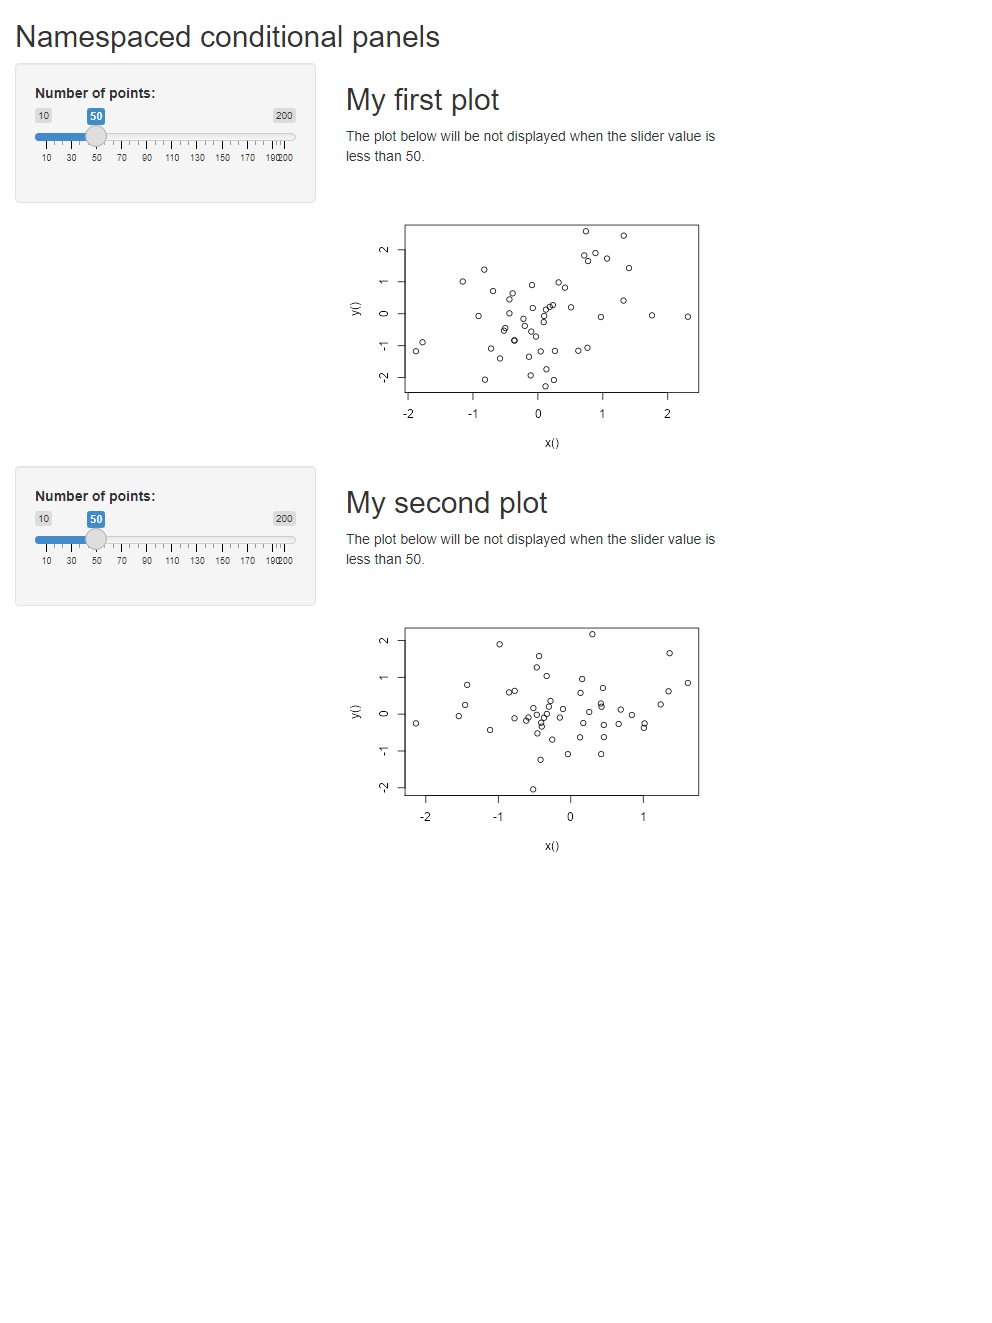 Namespaced conditional panels
Number of points:
10 50 200
10 30 50 70 90 110 130 150 170 190 200
My first plot
The plot below will be not displayed when the slider value is
less than 50.
2
1
0
-1
-2
y()
-2 -1 0 1 2
x()
Number of points:
10 50 200
10 30 50 70 90 110 130 150 170 190 200
My second plot
The plot below will be not displayed when the slider value is
less than 50.
2
1
0
-1
-2
y()
-2 -1 0 1
x()